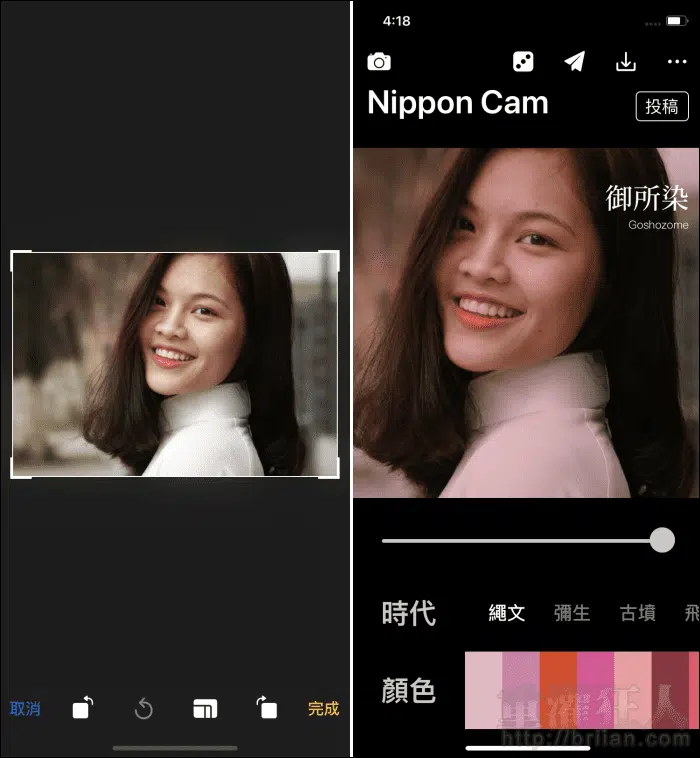 取消
完成
4:18
Nippon Cam
投稿
御所染
Goshozome
時代
繩文
彌生
古墳
飛
顏色
重灌狂人
http://briian.com